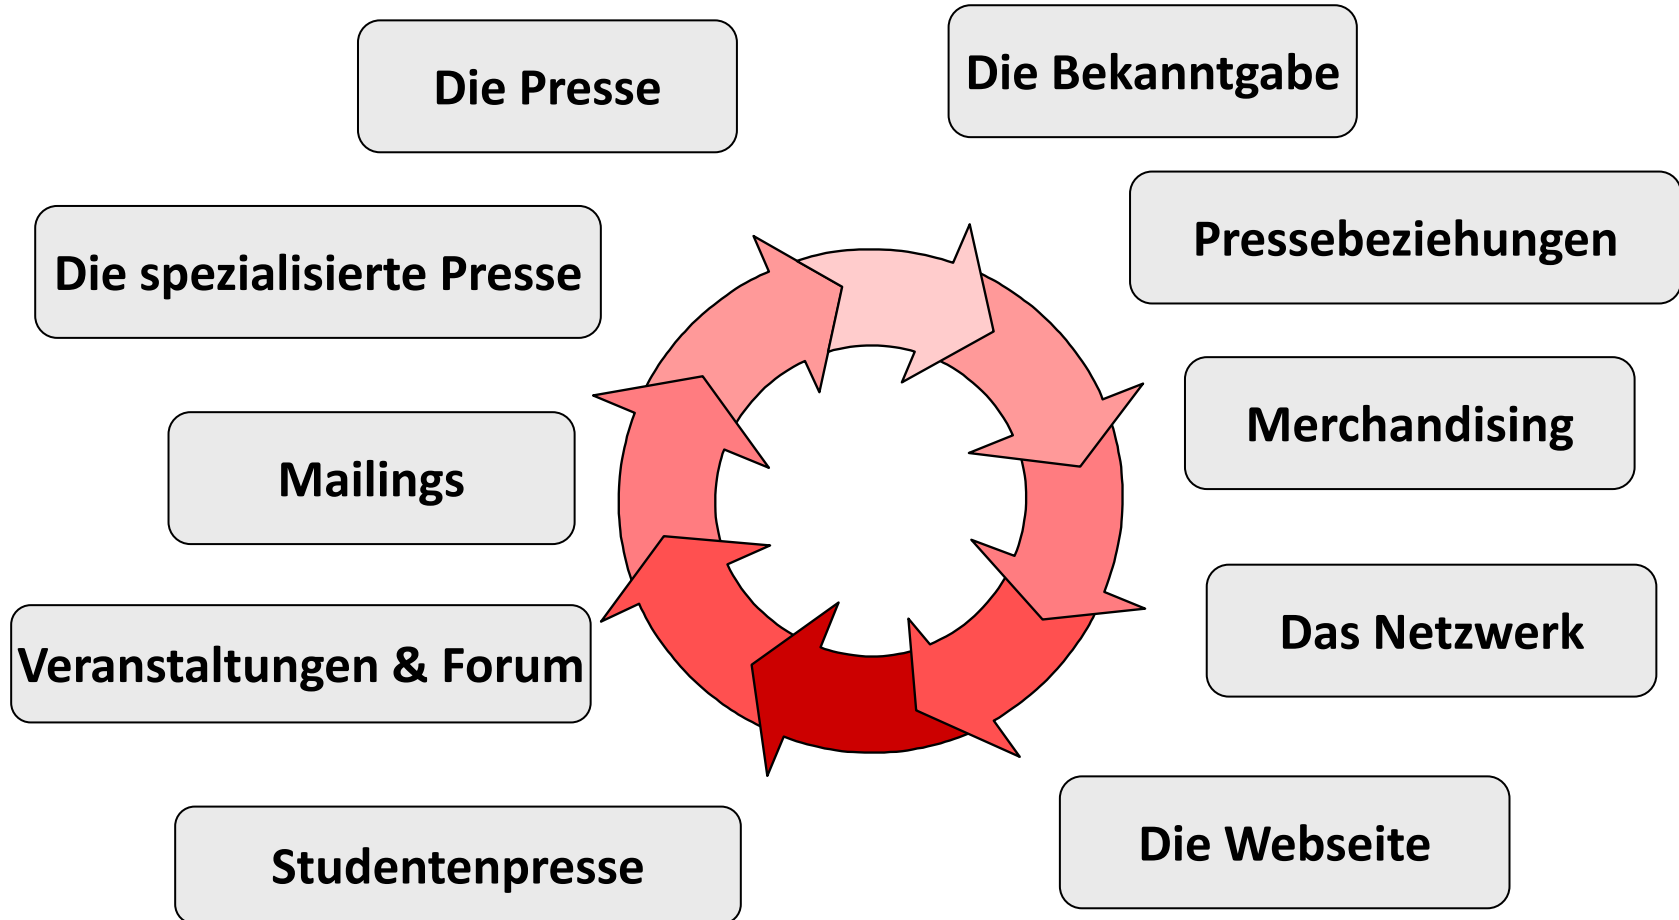 Die Presse
Die Bekanntgabe
Pressebeziehungen
Die spezialisierte Presse
Merchandising
Mailings
Das Netzwerk
Veranstaltungen & Forum
Die Webseite
Studentenpresse